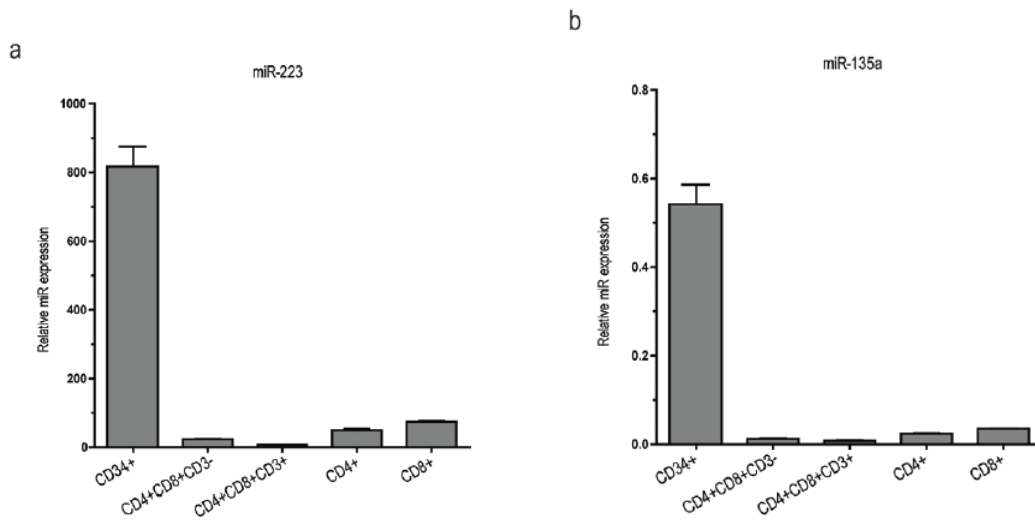 a
miR-223
Relative miR expression
1000
800
600
400
200
0
CD34+
CD4+CD8+CD3-
CD4+CD8+CD3+
CD4+
CD8+
b
miR-135a
Relative miR expression
0.8
0.6
0.4
0.2
0.0
CD34+
CD4+CD8+CD3-
CD4+CD8+CD3+
CD4+
CD8+